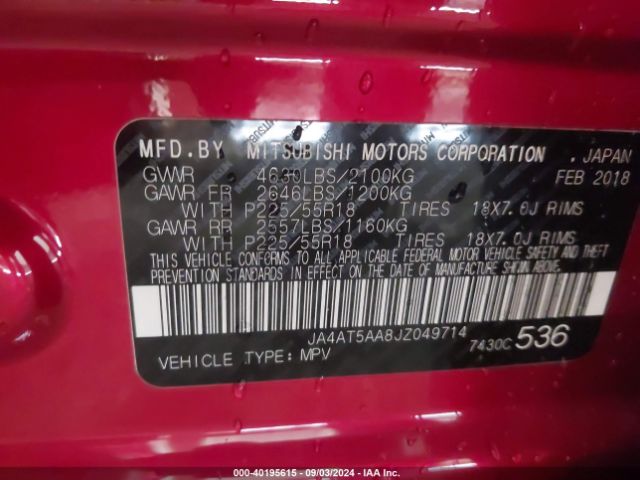 MFD.BY MITSUBISHI MOTORS CORPORATION . JAPAN
GVWR 4630LBS/2100KG FEB 2018
GAWR FR 2646LBS/1200KG
WITH P225/55R18 TIRES 18X7.0J RIMS
GAWR RR 2557LBS/1160KG
WITH P225/55R18 TIRES 18X7.0J RIMS
THIS VEHICLE CONFORMS TO ALL APPLICABLE FEDERAL MOTOR VEHICLE SAFETY, BUMPER, AND THEFT
PREVENTION STANDARDS IN EFFECT ON THE DATE OF MANUFACTURE SHOWN ABOVE.
JA4AT5AA8JZ049714
VEHICLE TYPE: MPV 7430C 536
000-40195615 - 09/03/2024 - IAA Inc.